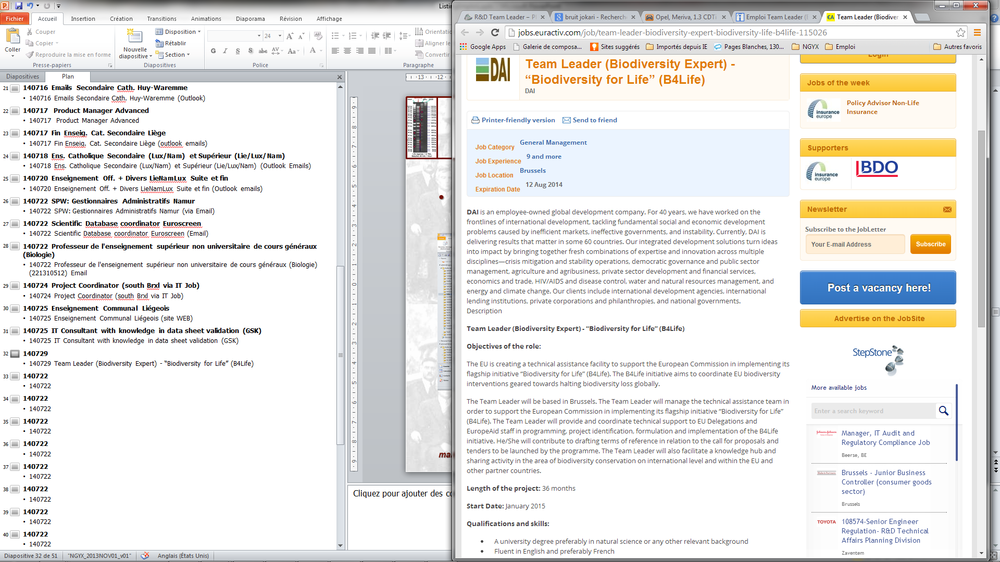 Listin
Fichier
Accueil
Insertion
Création
Transitions
Animations
Diaporama
Révision
Affichage
Coller
Couper
Copier
Reproduire la mise en forme
Presse-papiers
Nouvelle
diapositive
Disposition
Rétablir
Section
Diapositives
24
Police
Orientatic
Aligner le
Convertir
Paragraphe
Diapositives
Plan
21 140716 Emails Secondaire Cath. Huy-Waremme
• 140716 Emails Secondaire Cath. Huy-Waremme (Outlook)
22 140717 Product Manager Advanced
• 140717 Product Manager Advanced
23 140717 Fin Enseig. Cat. Secondaire Liège
• 140717 Fin Enseig. Cat. Secondaire Liège (outlook emails)
24 140718 Ens. Catholique Secondaire (Lux/Nam) et Supérieur (Lie/Lux/Nam)
• 140718 Ens. Catholique Secondaire (Lux/Nam) et Supérieur (Lie/Lux/Nam) (Outlook Emails)
25 140720 Enseignement Off. + Divers LieNamLux Suite et fin
• 140720 Enseignement Off. + Divers LieNamLux Suite et fin (Outlook emails)
26 140722 SPW: Gestionnaires Administratifs Namur
• 140722 SPW: Gestionnaires Administratifs Namur (via Email)
27 140722 Scientific Database coordinator Euroscreen
• 140722 Scientific Database coordinator Euroscreen (Email)
28 140722 Professeur de l'enseignement supérieur non universitaire de cours généraux
(Biologie)
• 140722 Professeur de l'enseignement supérieur non universitaire de cours généraux (Biologie)
(221310512) Email
29 140724 Project Coordinator (south Brxl via IT Job)
• 140724 Project Coordinator (south Brxl via IT Job)
30 140725 Enseignement Communal Liégeois
• 140725 Enseignement Communal Liégeois (site WEB)
31 140725 IT Consultant with knowledge in data sheet validation (GSK)
• 140725 IT Consultant with knowledge in data sheet validation (GSK)
32 140729
• 140729 Team Leader (Biodiversity Expert) - “Biodiversity for Life” (B4Life)
33 140722
• 140722
34 140722
• 140722
35 140722
• 140722
36 140722
• 140722
37 140722
• 140722
38 140722
• 140722
39 140722
• 140722
40 140722
• 140722
ma
Cliquez pour ajouter des co
Diapositive 32 de 51
"NGYX_2013NOV01_v01"
Anglais (États Unis)
R&D Team Leader – Pl
bruit jokari - Recherch
Opel, Meriva, 1.3 CDTi
Emploi Team Leader (E
Team Leader (Biodiver
jobs.euractiv.com/job/team-leader-biodiversity-expert-biodiversity-life-b4life-115026
Google Apps
Galerie de composa...
Sites suggérés
Importés depuis IE
Pages Blanches, 130...
NGYX
Emploi
Autres favoris
DAI
Team Leader (Biodiversity Expert) -
“Biodiversity for Life” (B4Life)
DAI
Printer-friendly version
Send to friend
Job Category General Management
Job Experience 9 and more
Job Location Brussels
Expiration Date 12 Aug 2014
DAI is an employee-owned global development company. For 40 years, we have worked on the
frontlines of international development, tackling fundamental social and economic development
problems caused by inefficient markets, ineffective governments, and instability. Currently, DAI is
delivering results that matter in some 60 countries. Our integrated development solutions turn ideas
into impact by bringing together fresh combinations of expertise and innovation across multiple
disciplines—crisis mitigation and stability operations, democratic governance and public sector
management, agriculture and agribusiness, private sector development and financial services,
economics and trade, HIV/AIDS and disease control, water and natural resources management, and
energy and climate change. Our clients include international development agencies, international
lending institutions, private corporations and philanthropies, and national governments.
Description
Team Leader (Biodiversity Expert) - “Biodiversity for Life” (B4Life)
Objectives of the role:
The EU is creating a technical assistance facility to support the European Commission in implementing its
flagship initiative “Biodiversity for Life” (B4Life). The B4Life initiative aims to coordinate EU biodiversity
interventions geared towards halting biodiversity loss globally.
The Team Leader will be based in Brussels. The Team Leader will manage the technical assistance team in
order to support the European Commission in implementing its flagship initiative “Biodiversity for Life”
(B4Life). The Team Leader will provide and coordinate technical support to EU Delegations and
EuropeAid staff in programming, project identification, formulation and implementation of the B4Life
initiative. He/She will contribute to drafting terms of reference in relation to the call for proposals and
tenders to be launched by the programme. The Team Leader will also facilitate a knowledge hub and
sharing activity in the area of biodiversity conservation on international level and within the EU and
other partner countries.
Length of the project: 36 months
Start Date: January 2015
Qualifications and skills:
• A university degree preferably in natural science or any other relevant background
• Fluent in English and preferably French
Login
Jobs of the week
insurance
europe
Policy Advisor Non-Life
Insurance
Supporters
insurance
europe
BDO
Newsletter
Subscribe to the JobLetter
Your E-mail Address
Subscribe
Post a vacancy here!
Advertise on the JobSite
StepStone
More available jobs
Enter a search keyword
Manager, IT Audit and
Regulatory Compliance Job
Beerse, BE
Brussels - Junior Business
Controller (consumer goods
sector)
Brussels
TOYOTA
108574-Senior Engineer
Regulation- R&D Technical
Affairs Planning Division
Zaventem